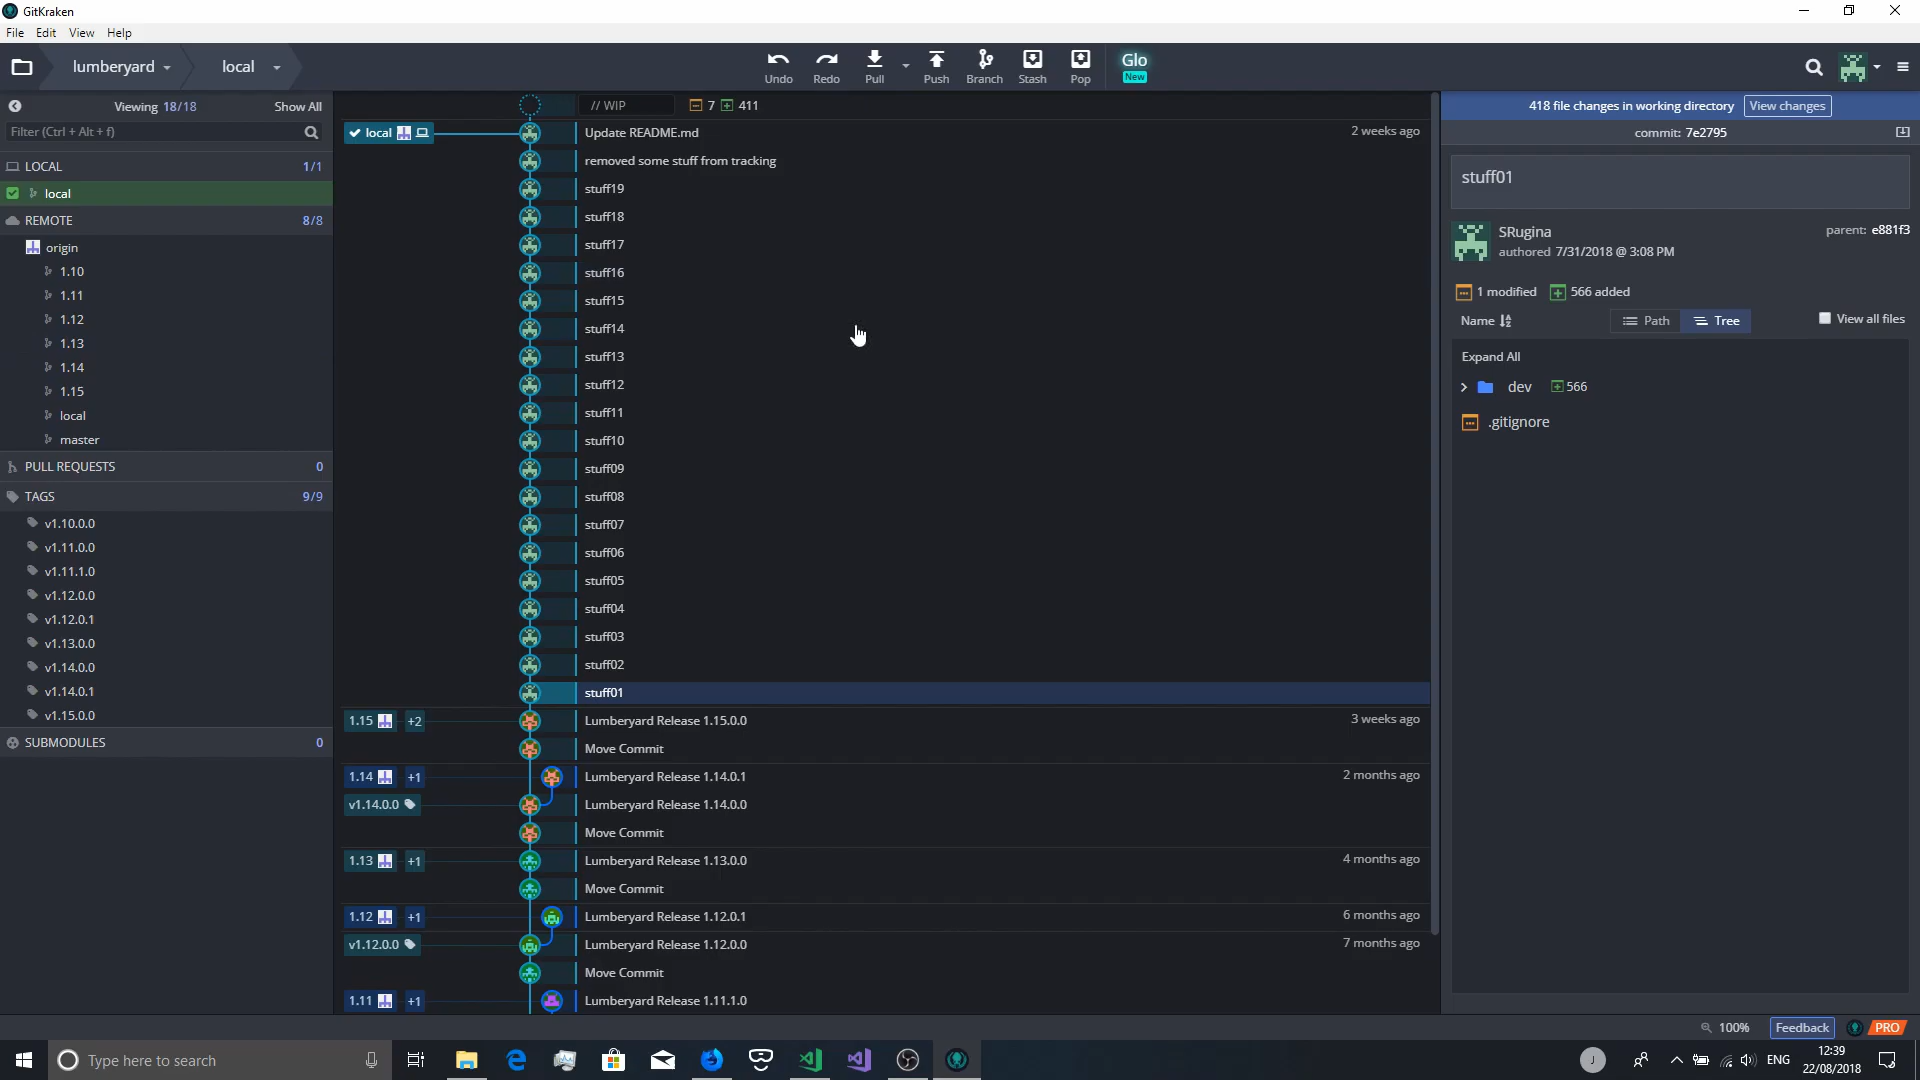 GitKraken
File Edit View Help
lumberyard
local
Undo
Redo
Pull
Push
Branch
Stash
Pop
Glo
New
Viewing 18/18
Show All
Filter (Ctrl + Alt + f)
LOCAL 1/1
local
REMOTE 8/8
origin
1.10
1.11
1.12
1.13
1.14
1.15
local
master
PULL REQUESTS 0
TAGS 9/9
v1.10.0.0
v1.11.0.0
v1.11.1.0
v1.12.0.0
v1.12.0.1
v1.13.0.0
v1.14.0.0
v1.14.0.1
v1.15.0.0
SUBMODULES 0
// WIP 7 411
local Update README.md 2 weeks ago
removed some stuff from tracking
stuff19
stuff18
stuff17
stuff16
stuff15
stuff14
stuff13
stuff12
stuff11
stuff10
stuff09
stuff08
stuff07
stuff06
stuff05
stuff04
stuff03
stuff02
stuff01
1.15 +2 Lumberyard Release 1.15.0.0 3 weeks ago
Move Commit
1.14 +1 Lumberyard Release 1.14.0.1 2 months ago
v1.14.0.0 Lumberyard Release 1.14.0.0
Move Commit
1.13 +1 Lumberyard Release 1.13.0.0 4 months ago
Move Commit
1.12 +1 Lumberyard Release 1.12.0.1 6 months ago
v1.12.0.0 Lumberyard Release 1.12.0.0 7 months ago
Move Commit
1.11 +1 Lumberyard Release 1.11.1.0
418 file changes in working directory View changes
commit: 7e2795
stuff01
SRugina parent: e881f3
authored 7/31/2018 @ 3:08 PM
1 modified 566 added
Name Path Tree View all files
Expand All
dev 566
.gitignore
100% Feedback PRO
Type here to search
J
ENG
12:39
22/08/2018